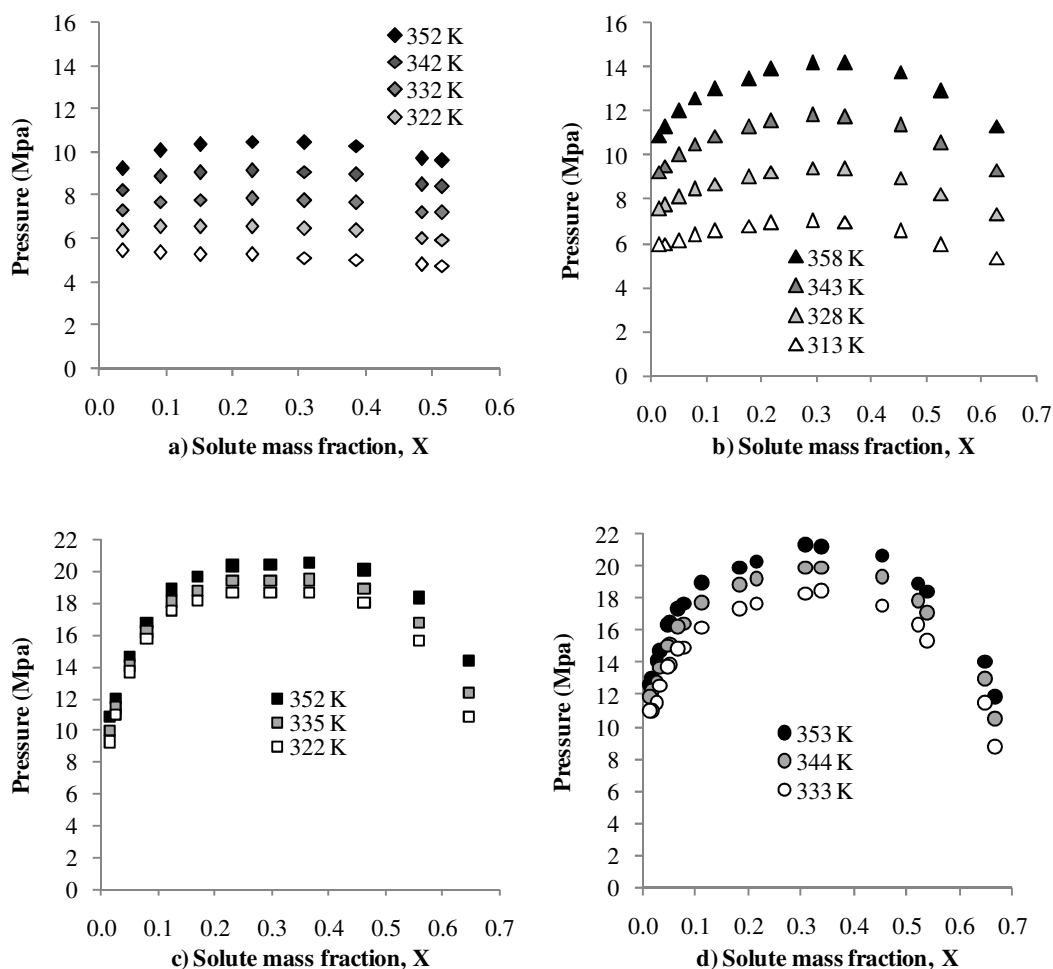 16
14
12
10
8
6
4
2
0
Pressure (Mpa)
352 K
342 K
332 K
322 K
0.0 0.1 0.2 0.3 0.4 0.5 0.6
a) Solute mass fraction, X
16
14
12
10
8
6
4
2
0
Pressure (Mpa)
358 K
343 K
328 K
313 K
0.0 0.1 0.2 0.3 0.4 0.5 0.6 0.7
b) Solute mass fraction, X
22
20
18
16
14
12
10
8
6
4
2
0
Pressure (Mpa)
352 K
335 K
322 K
0.0 0.1 0.2 0.3 0.4 0.5 0.6 0.7
c) Solute mass fraction, X
22
20
18
16
14
12
10
8
6
4
2
0
Pressure (Mpa)
353 K
344 K
333 K
0.0 0.1 0.2 0.3 0.4 0.5 0.6 0.7
d) Solute mass fraction, X